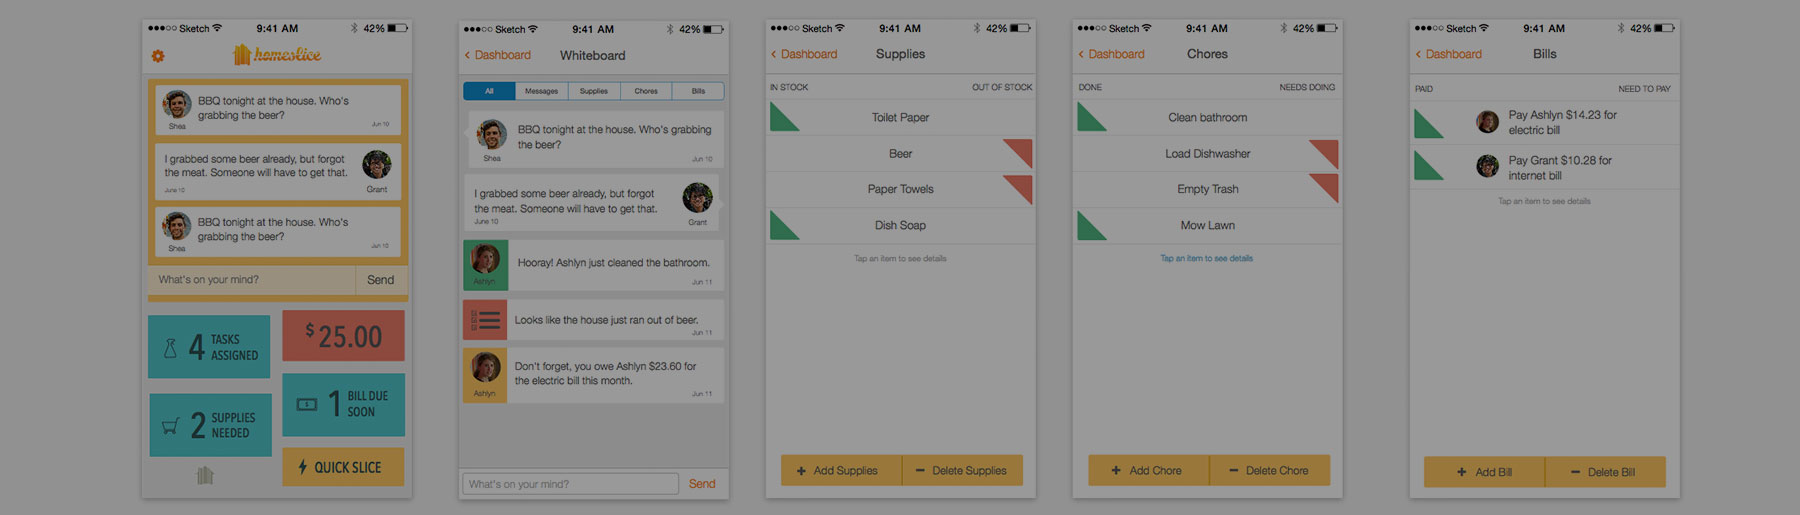 ●●●○○ Sketch 9:41 AM 42%
homeslice
BBQ tonight at the house. Who's
grabbing the beer?
Shea
Jun 10
I grabbed some beer already, but forgot
the meat. Someone will have to get that.
June 10
Grant
BBQ tonight at the house. Who's
grabbing the beer?
Shea
Jun 10
What's on your mind? Send
4 TASKS
ASSIGNED
$25.00
2 SUPPLIES
NEEDED
1 BILL DUE
SOON
QUICK SLICE
●●●○○ Sketch 9:41 AM 42%
< Dashboard Whiteboard
All Messages Supplies Chores Bills
BBQ tonight at the house. Who's grabbing
the beer?
Shea
Jun 10
I grabbed some beer already, but forgot
the meat. Someone will have to get that.
June 10
Grant
Hooray! Ashlyn just cleaned the bathroom.
Ashlyn
Jun 11
Looks like the house just ran out of beer.
Jun 11
Don't forget, you owe Ashlyn $23.60 for
the electric bill this month.
Ashlyn
Jun 11
What's on your mind? Send
●●●○○ Sketch 9:41 AM 42%
< Dashboard Supplies
IN STOCK OUT OF STOCK
Toilet Paper
Beer
Paper Towels
Dish Soap
Tap an item to see details
+ Add Supplies − Delete Supplies
●●●○○ Sketch 9:41 AM 42%
< Dashboard Chores
DONE NEEDS DOING
Clean bathroom
Load Dishwasher
Empty Trash
Mow Lawn
Tap an item to see details
+ Add Chore − Delete Chore
●●●○○ Sketch 9:41 AM 42%
< Dashboard Bills
PAID NEED TO PAY
Pay Ashlyn $14.23 for
electric bill
Pay Grant $10.28 for
internet bill
Tap an item to see details
+ Add Bill − Delete Bill